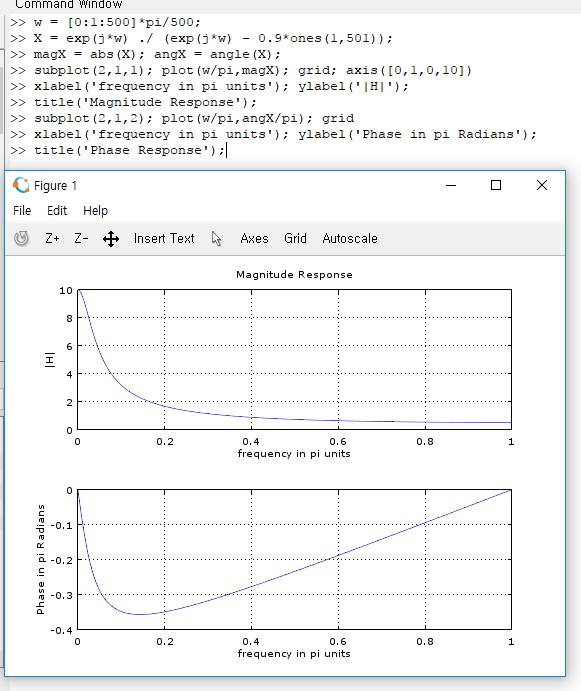 Command Window
>> w = [0:1:500]*pi/500;
>> X = exp(j*w) ./ (exp(j*w) - 0.9*ones(1,501));
>> magX = abs(X); angX = angle(X);
>> subplot(2,1,1); plot(w/pi,magX); grid; axis([0,1,0,10])
>> xlabel('frequency in pi units'); ylabel('|H|');
>> title('Magnitude Response');
>> subplot(2,1,2); plot(w/pi,angX/pi); grid
>> xlabel('frequency in pi units'); ylabel('Phase in pi Radians');
>> title('Phase Response');
Figure 1
File Edit Help
Z+ Z− Insert Text Axes Grid Autoscale
Magnitude Response
10
8
6
4
2
0
|H|
0 0.2 0.4 0.6 0.8 1
frequency in pi units
0
-0.1
-0.2
-0.3
-0.4
Phase in pi Radians
0 0.2 0.4 0.6 0.8 1
frequency in pi units